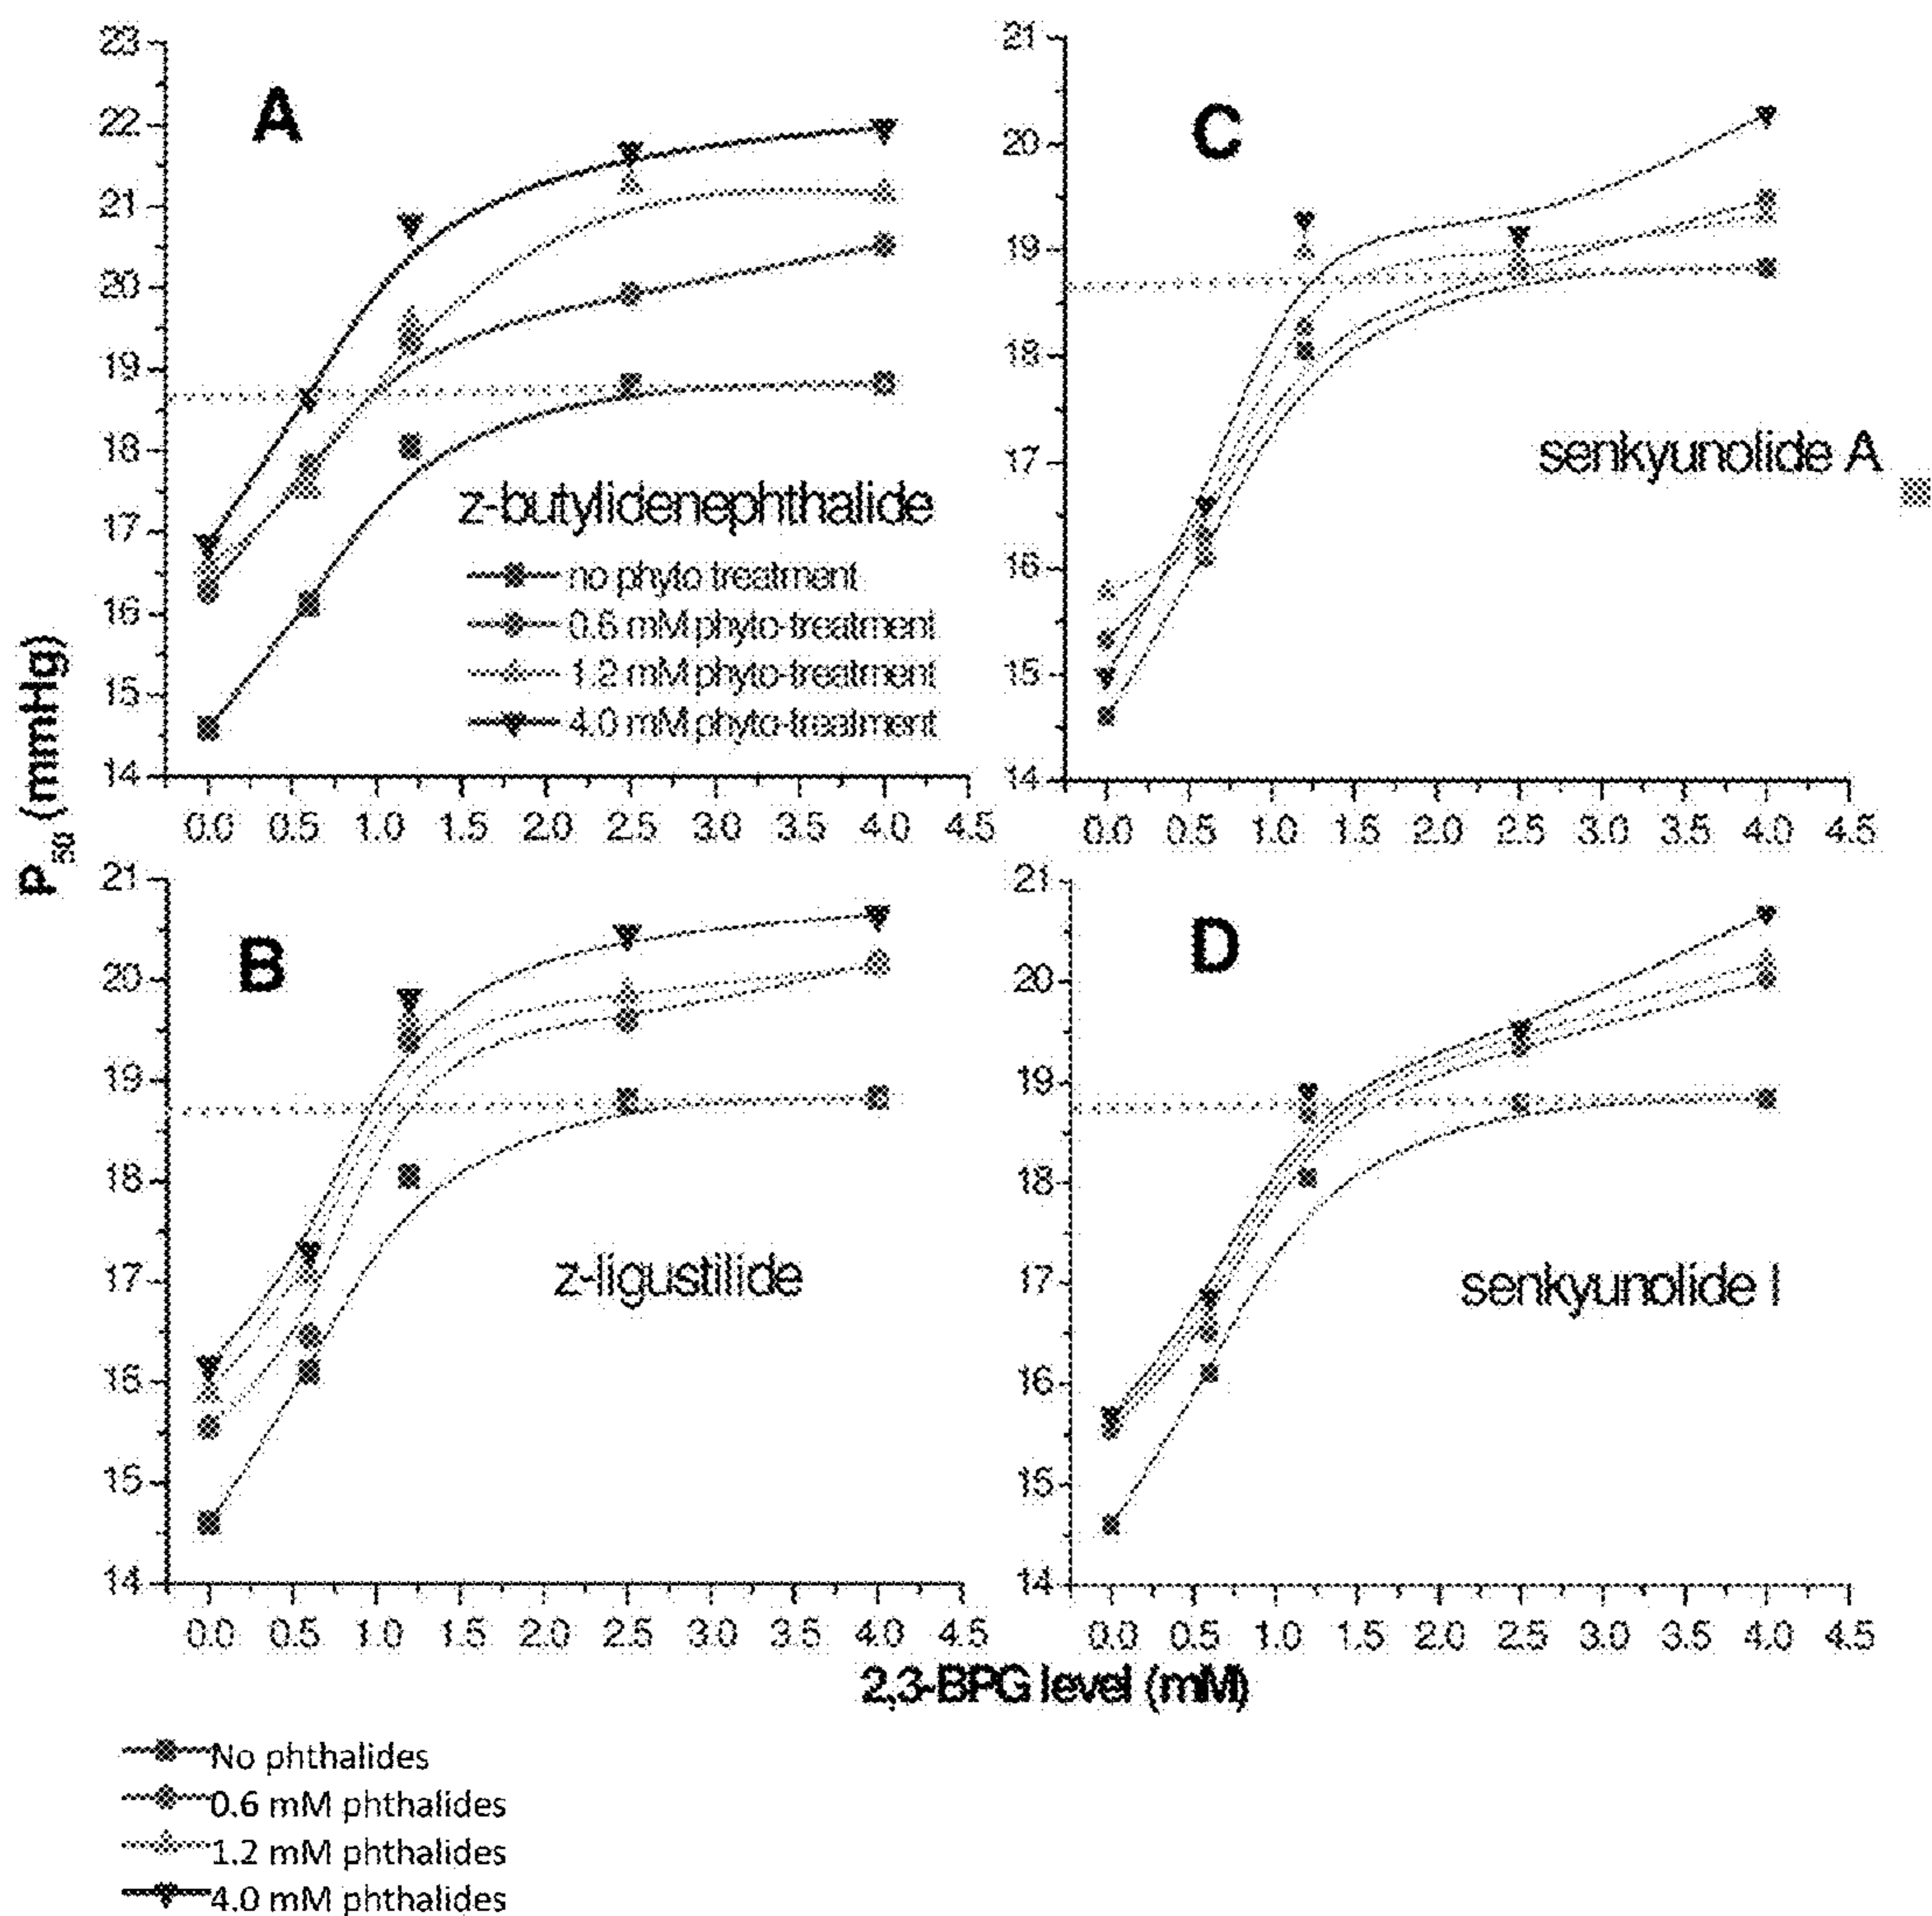 A
23
22
21
20
19
18
17
16
15
14
z-butylidenephthalide
no phyto treatment
0.6 mM phyto-treatment
1.2 mM phyto-treatment
4.0 mM phyto-treatment
0.0 0.5 1.0 1.5 2.0 2.5 3.0 3.5 4.0 4.5
C
21
20
19
18
17
16
15
14
senkyunolide A
0.0 0.5 1.0 1.5 2.0 2.5 3.0 3.5 4.0 4.5
P50 (mmHg)
B
21
20
19
18
17
16
15
14
z-ligustilide
0.0 0.5 1.0 1.5 2.0 2.5 3.0 3.5 4.0 4.5
D
21
20
19
18
17
16
15
14
senkyunolide I
0.0 0.5 1.0 1.5 2.0 2.5 3.0 3.5 4.0 4.5
2,3-BPG level (mM)
No phthalides
0.6 mM phthalides
1.2 mM phthalides
4.0 mM phthalides